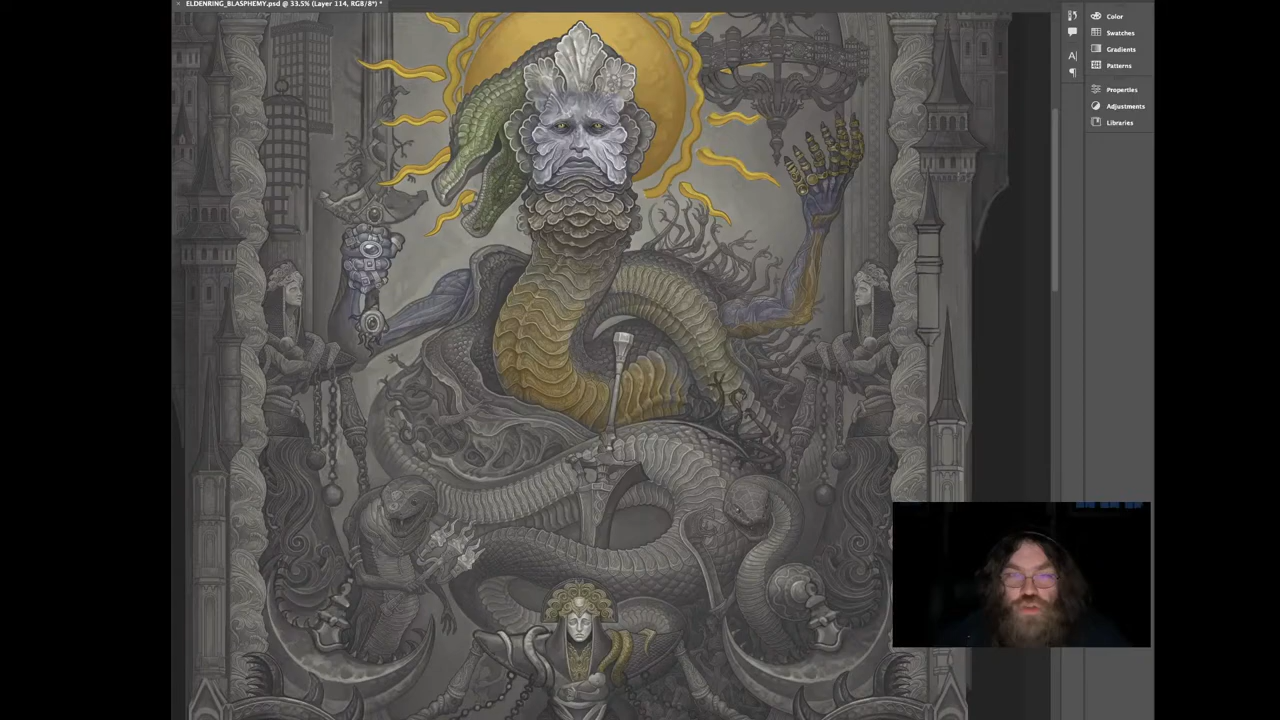 × ELDENRING_BLASPHEMY.psd @ 33.5% (Layer 114, RGB/8*) *
Color
Swatches
Gradients
Patterns
Properties
Adjustments
Libraries